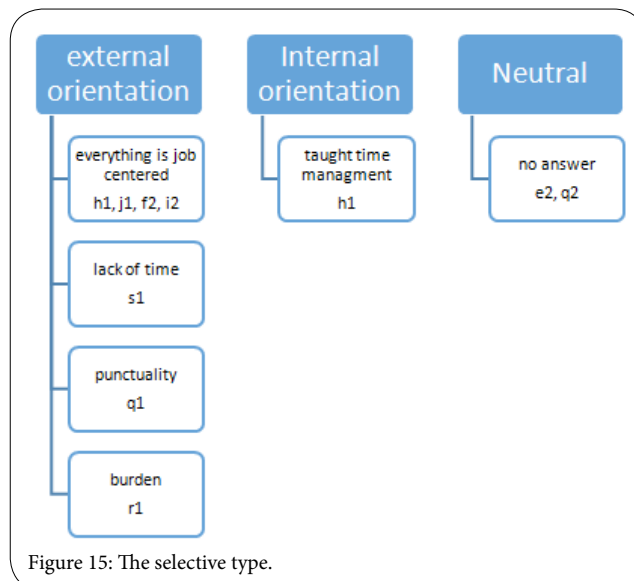 external
orientation
everything is job
centered
h1, j1, f2, i2
lack of time
s1
punctuality
q1
burden
r1
Internal
orientation
taught time
managment
h1
Neutral
no answer
e2, q2
Figure 15: The selective type.